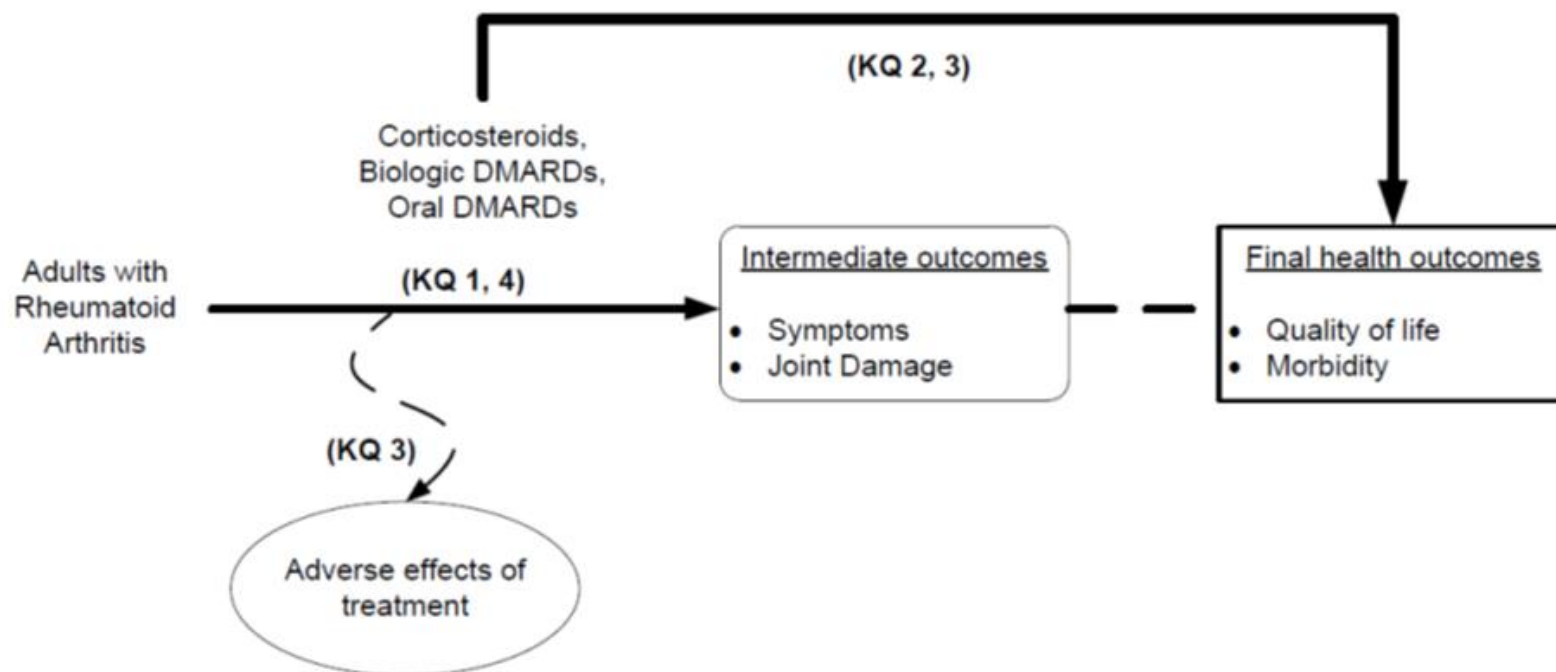 (KQ 2, 3)
Corticosteroids,
Biologic DMARDs,
Oral DMARDs
Adults with
Rheumatoid
Arthritis
(KQ 1, 4)
Intermediate outcomes
• Symptoms
• Joint Damage
Final health outcomes
• Quality of life
• Morbidity
(KQ 3)
Adverse effects of
treatment